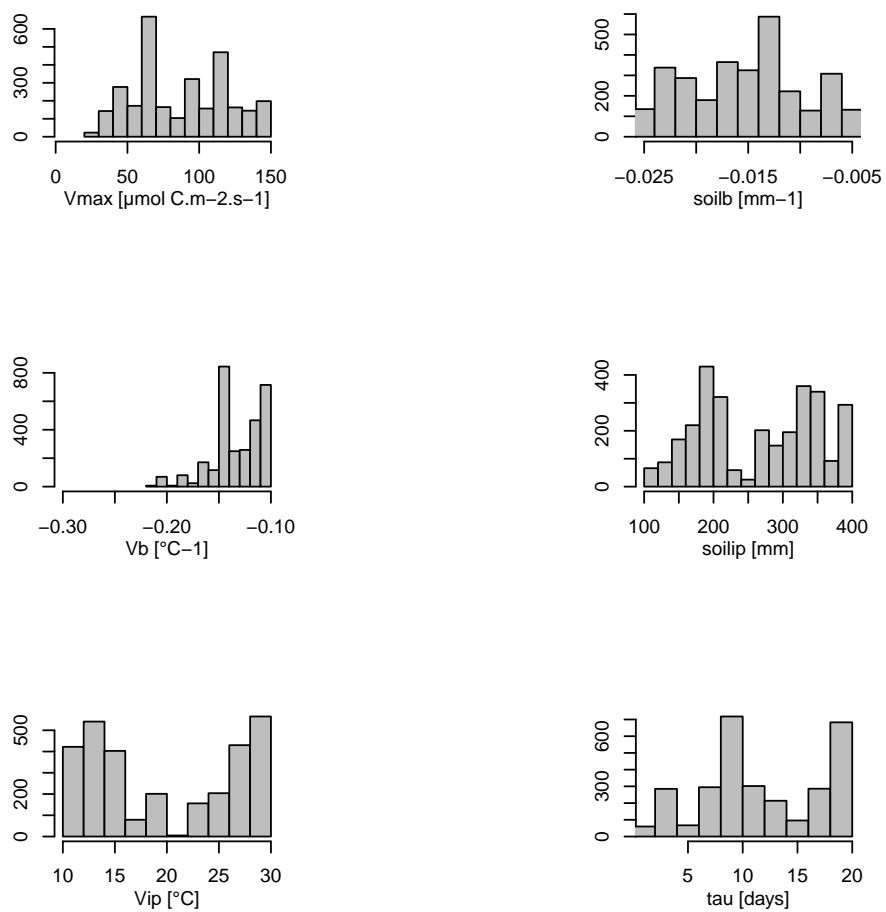 600
300
0
0 50 100 150
Vmax [µmol C.m−2.s−1]
500
200
0
−0.025 −0.015 −0.005
soilb [mm−1]
800
400
0
−0.30 −0.20 −0.10
Vb [°C−1]
400
200
0
100 200 300 400
soilip [mm]
500
200
0
10 15 20 25 30
Vip [°C]
600
300
0
5 10 15 20
tau [days]